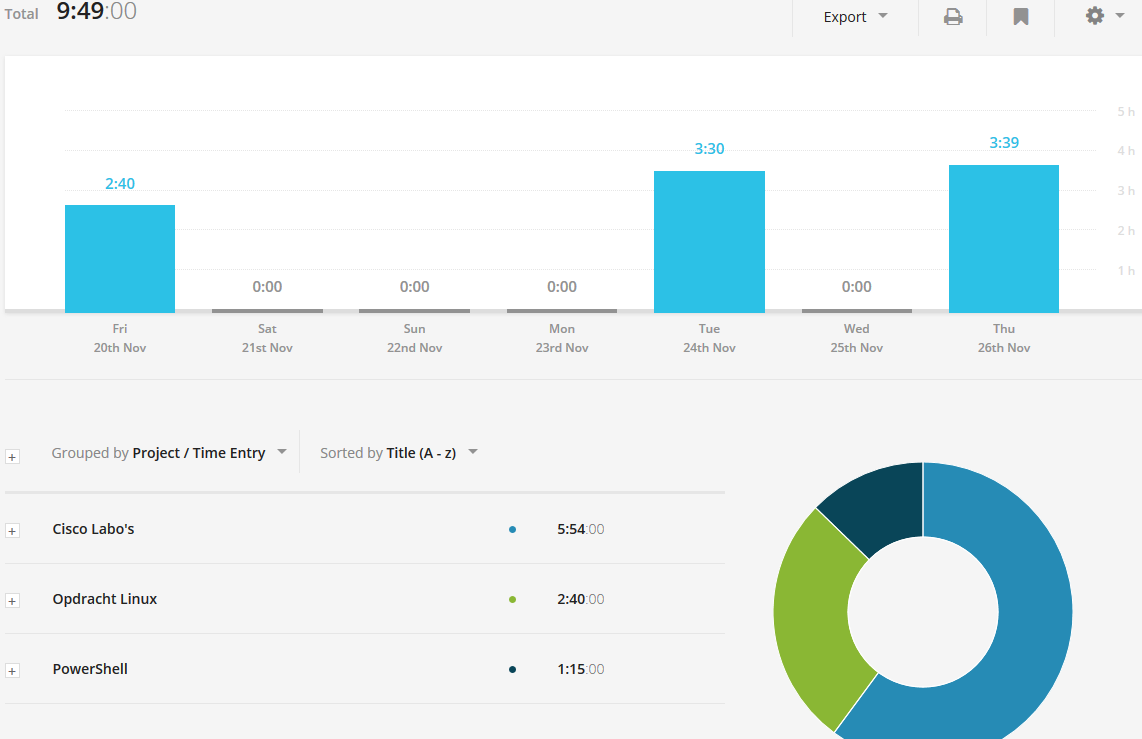 Total 9:49:00 Export
5 h
4 h
3 h
2 h
1 h
2:40 0:00 0:00 0:00 3:30 0:00 3:39
Fri Sat Sun Mon Tue Wed Thu
20th Nov 21st Nov 22nd Nov 23rd Nov 24th Nov 25th Nov 26th Nov
Grouped by Project / Time Entry Sorted by Title (A - z)
Cisco Labo's 5:54:00
Opdracht Linux 2:40:00
PowerShell 1:15:00